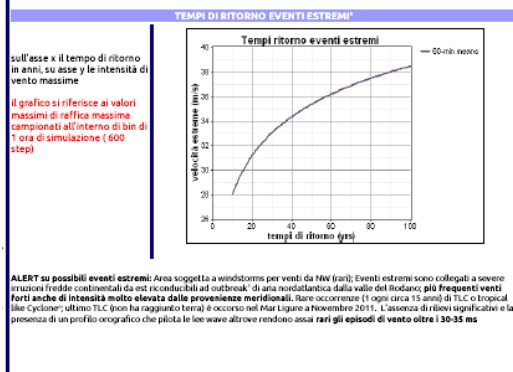 TEMPI DI RITORNO EVENTI ESTREMI*
sull'asse x il tempo di ritorno
in anni, su asse y le intensità di
vento massime
il grafico si riferisce ai valori
massimi di raffica massima
campionati all'interno di bin di
1 ora di simulazione ( 600
step)
Tempi ritorno eventi estremi
60-min means
velocità estreme (m/s)
40
38
36
34
32
30
28
26
0
20
40
60
80
100
tempi di ritorno (yrs)
ALERT su possibili eventi estremi: Area soggetta a windstorms per venti da NW (rari); Eventi estremi sono collegati a severe
irruzioni fredde continentali da est riconducibili ad outbreak¹ di aria nordatlantica dalla valle del Rodano; più frequenti venti
forti anche di intensità molto elevata dalle provenienze meridionali. Rare occorrenze (1 ogni circa 15 anni) di TLC o tropical
like Cyclone²; ultimo TLC (non ha raggiunto terra) è occorso nel Mar Ligure a Novembre 2011. L'assenza di rilievi significativi e la
presenza di un profilo orografico che pilota le lee wave altrove rendono assai rari gli episodi di vento oltre i 30-35 ms